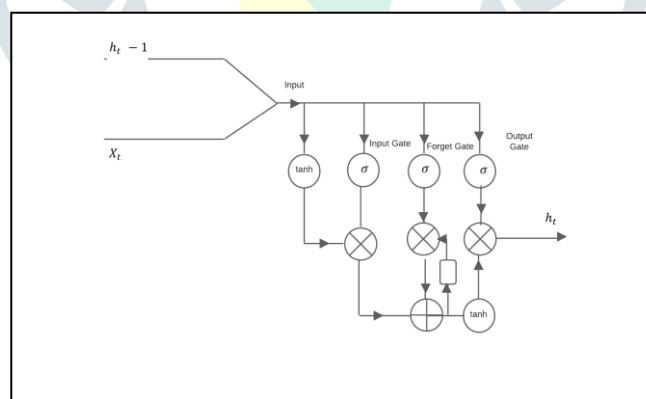 h_t − 1
Input
Input Gate
Forget Gate
Output
Gate
X_t
tanh
σ
σ
σ
h_t
tanh